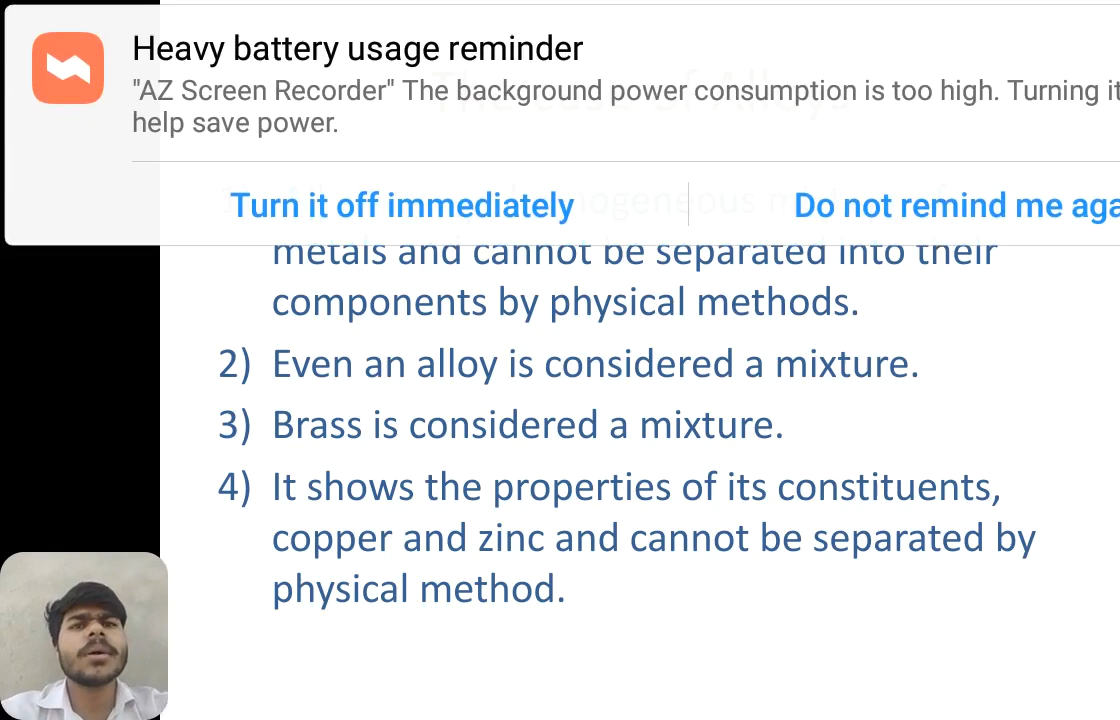 Heavy battery usage reminder
"AZ Screen Recorder" The background power consumption is too high. Turning it
help save power.
Turn it off immediately
Do not remind me aga
metals and cannot be separated into their
components by physical methods.
2) Even an alloy is considered a mixture.
3) Brass is considered a mixture.
4) It shows the properties of its constituents,
copper and zinc and cannot be separated by
physical method.